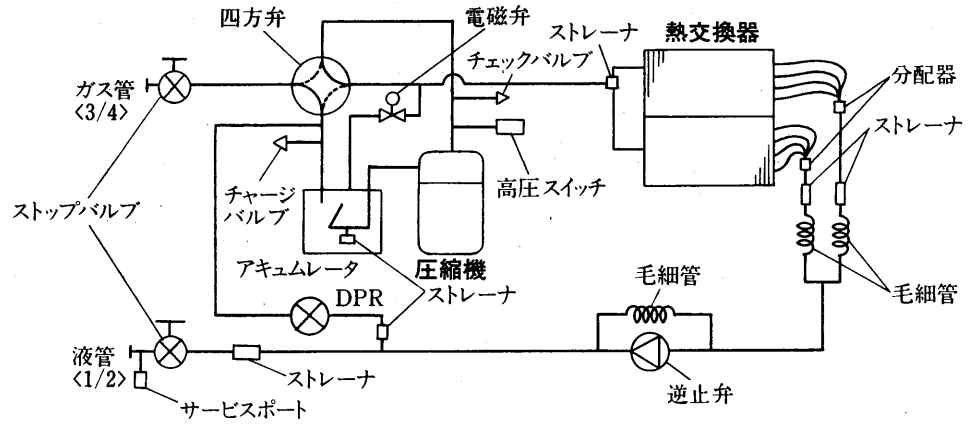 四方弁
電磁弁
ストレーナ
熱交換器
チェックバルブ
分配器
ガス管
<3/4>
ストレーナ
高圧スイッチ
チャージ
バルブ
ストップバルブ
アキュムレータ
圧縮機
ストレーナ
毛細管
毛細管
DPR
液管
<1/2>
ストレーナ
逆止弁
サービスポート